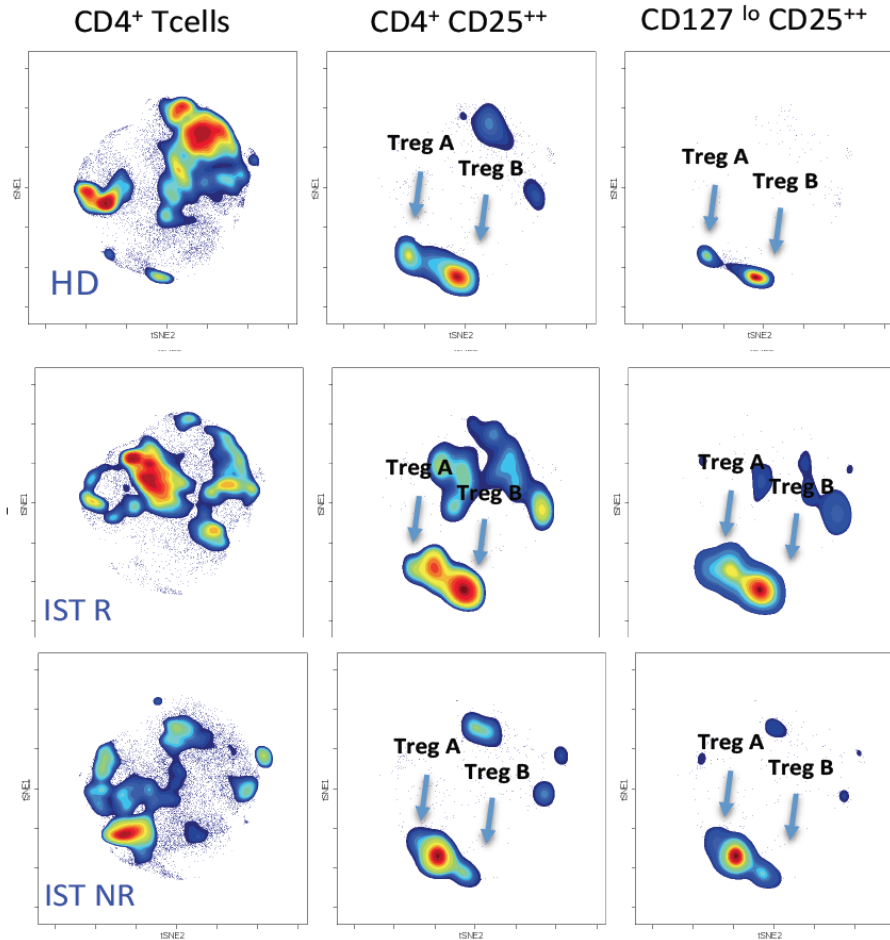 CD4⁺ Tcells
CD4⁺ CD25⁺⁺
CD127 ˡᵒ CD25⁺⁺
tSNE1
HD
tSNE2
tSNE1
Treg A
Treg B
tSNE2
tSNE1
Treg A
Treg B
tSNE2
tSNE1
IST R
tSNE1
Treg A
Treg B
tSNE1
Treg A
Treg B
tSNE1
IST NR
tSNE2
tSNE1
Treg A
Treg B
tSNE2
tSNE1
Treg A
Treg B
tSNE2